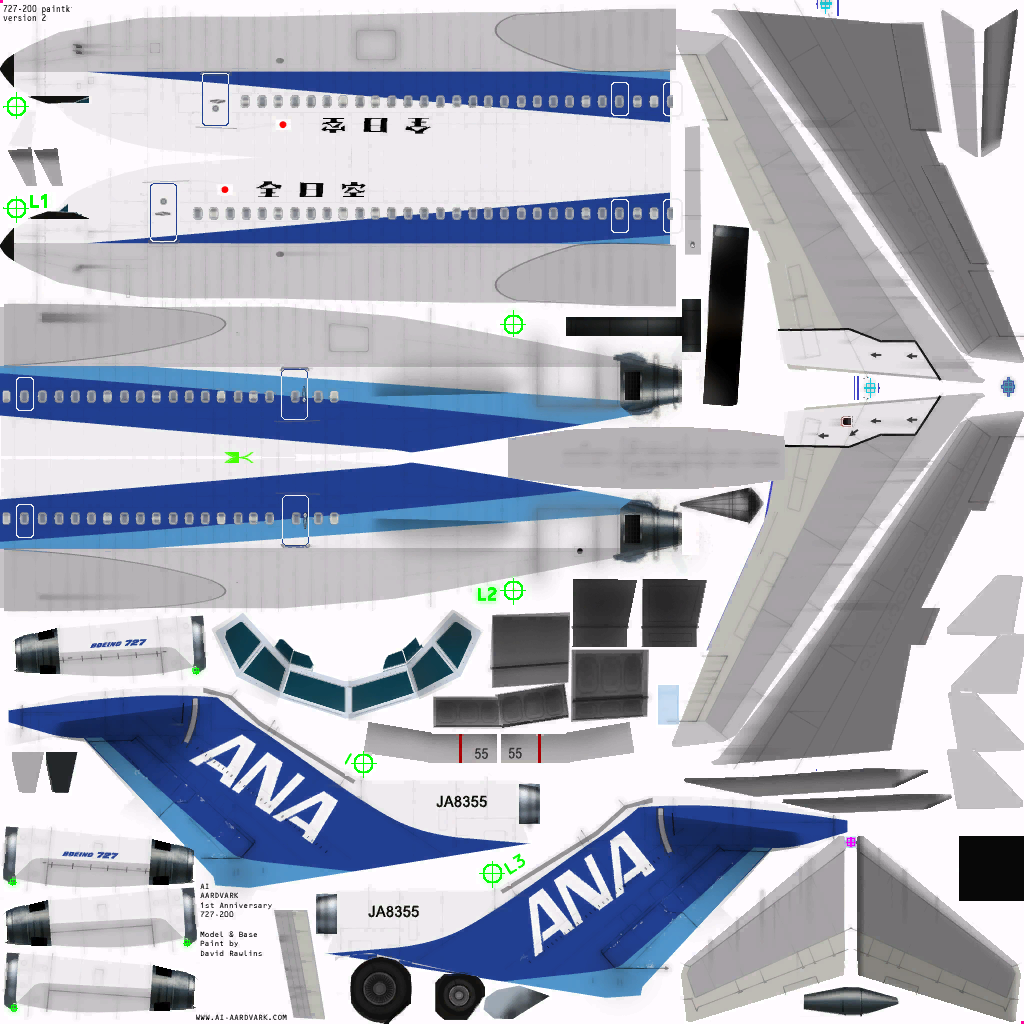 727-200 paintk
version 2
全日空
L1
全 日 空
L2
BOEING 727
55
55
ANA
JA8355
L3
ANA
JA8355
BOEING 727
AI
AARDVARK
1st Anniversary
727-200
Model & Base
Paint by
David Rawlins
WWW.AI-AARDVARK.COM